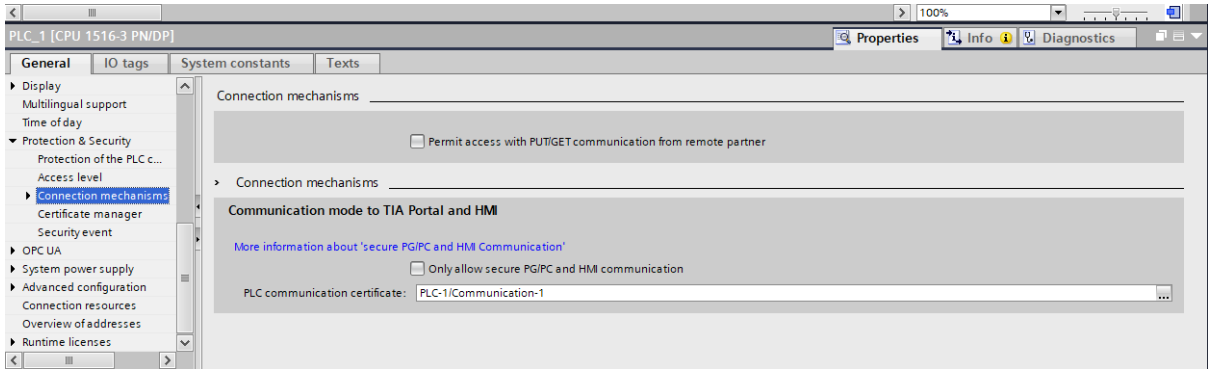 100%
PLC_1 [CPU 1516-3 PN/DP]
Properties
Info
Diagnostics
General
IO tags
System constants
Texts
Display
Multilingual support
Time of day
Protection & Security
Protection of the PLC c...
Access level
Connection mechanisms
Certificate manager
Security event
OPC UA
System power supply
Advanced configuration
Connection resources
Overview of addresses
Runtime licenses
Connection mechanisms
Permit access with PUT/GET communication from remote partner
Connection mechanisms
Communication mode to TIA Portal and HMI
More information about 'secure PG/PC and HMI Communication'
Only allow secure PG/PC and HMI communication
PLC communication certificate: PLC-1/Communication-1
...